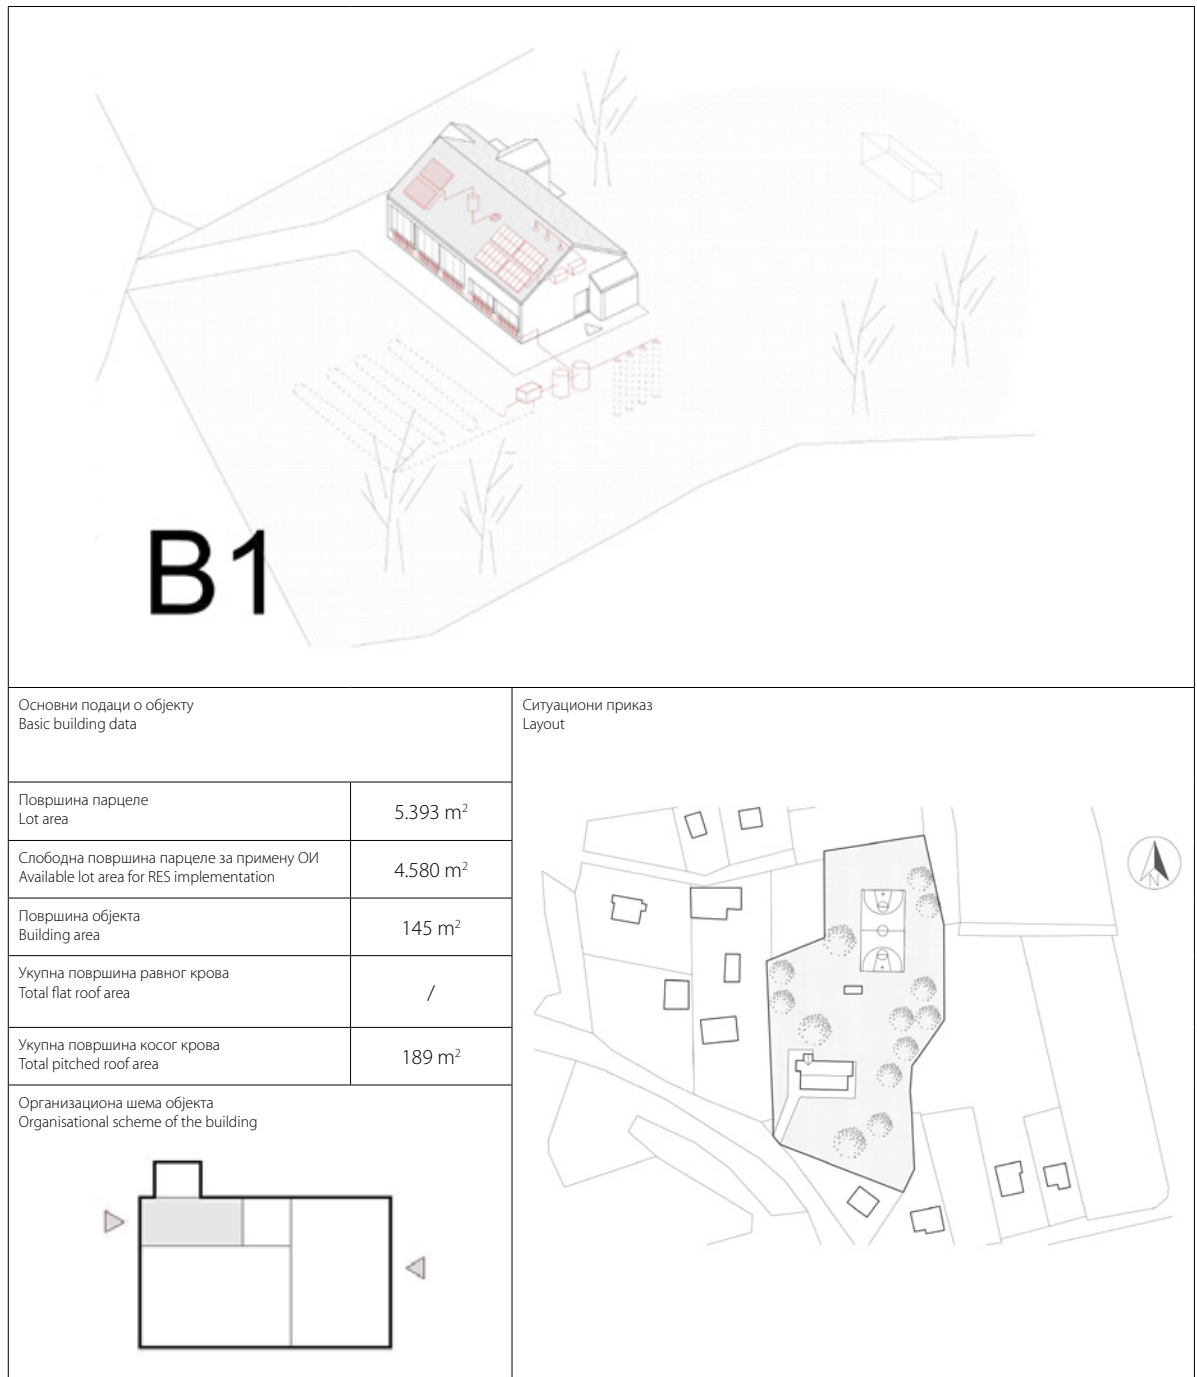 B1
Основни подаци о објекту
Basic building data
Површина парцеле
Lot area
5.393 m²
Слободна површина парцеле за примену ОИ
Available lot area for RES implementation
4.580 m²
Површина објекта
Building area
145 m²
Укупна површина равног крова
Total flat roof area
/
Укупна површина косог крова
Total pitched roof area
189 m²
Организациона шема објекта
Organisational scheme of the building
Ситуациони приказ
Layout
N